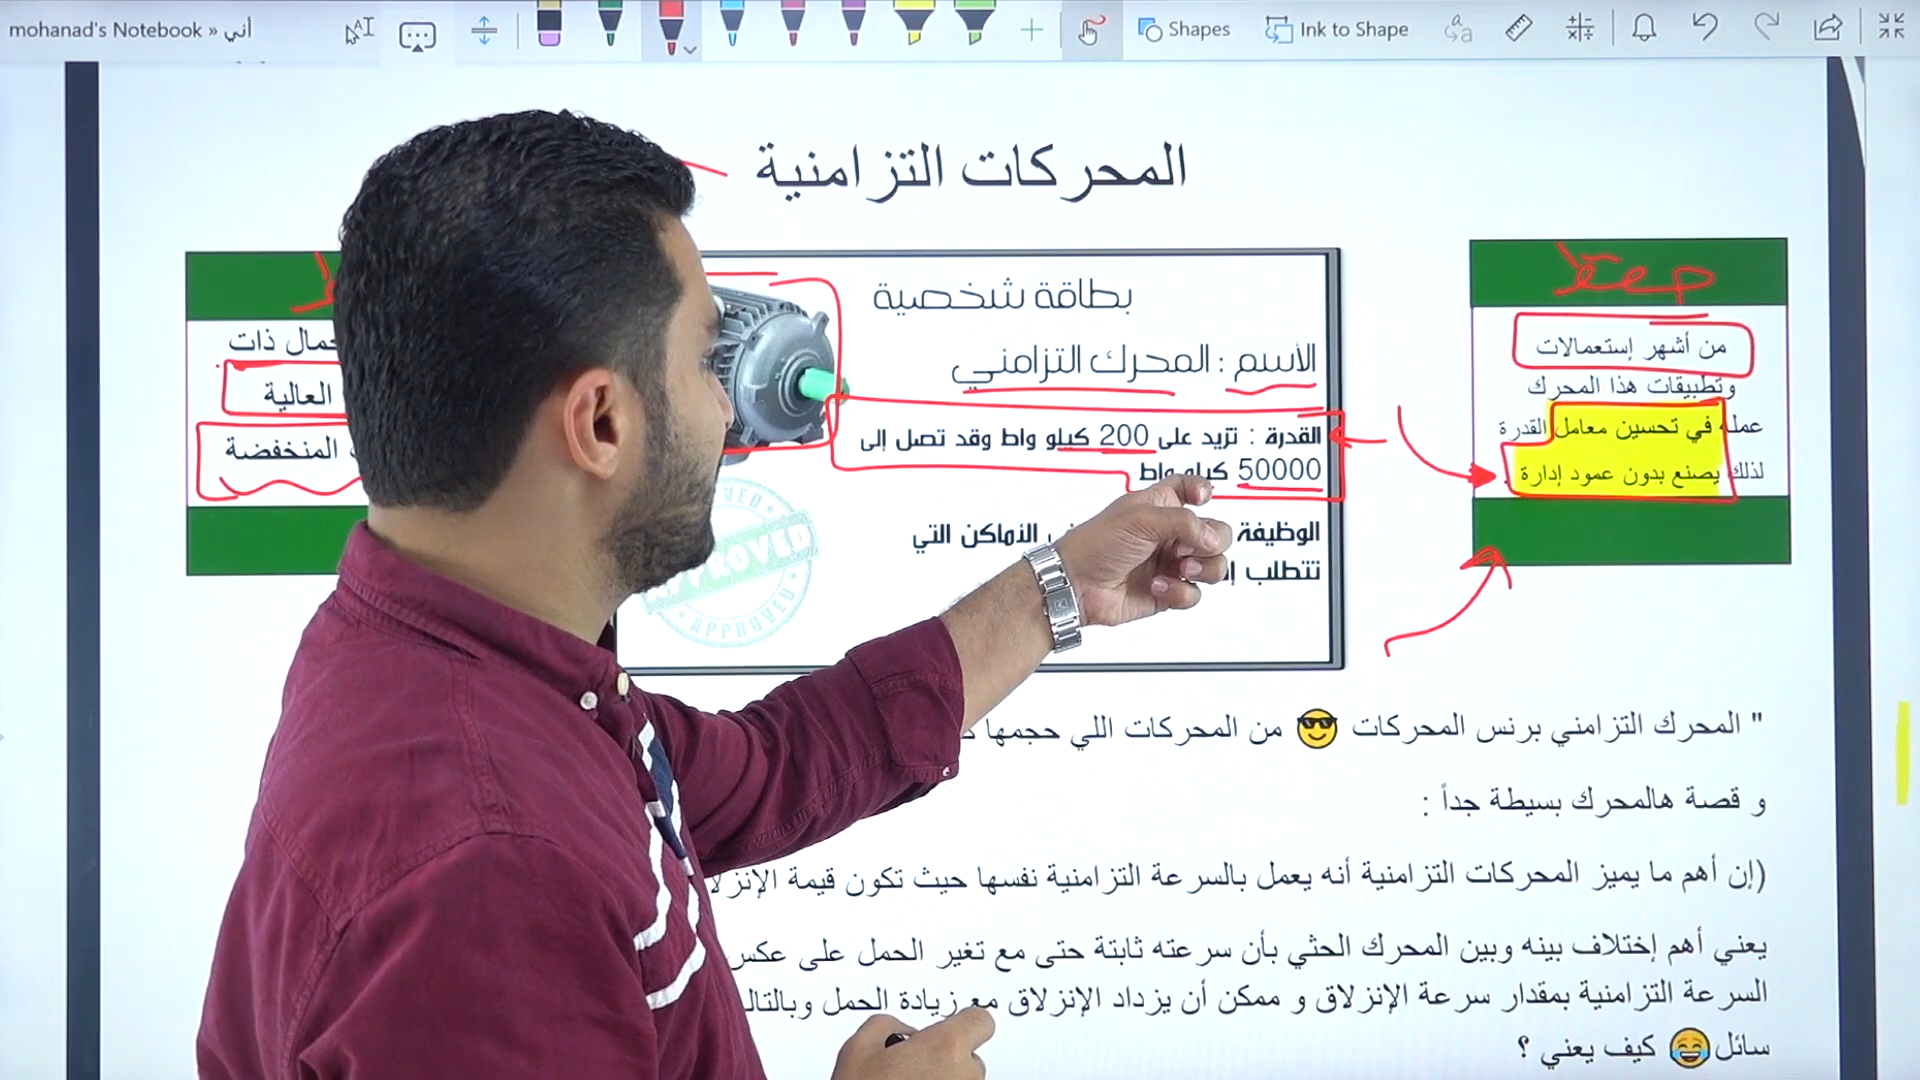 mohanad's Notebook » أني
Shapes
Ink to Shape
المحركات التزامنية
بطاقة شخصية
الأسم : المحرك التزامني
القدرة : تزيد على 200 كيلو واط وقد تصل إلى
50000 كيلو واط
الوظيفة
الأماكن التي
تتطلب
APPROVED
APPROVED
من أشهر إستعمالات
وتطبيقات هذا المحرك
عمله في تحسين معامل القدرة
لذلك يصنع بدون عمود إدارة .
ذات
العالية
المنخفضة
" المحرك التزامني برنس المحركات 😎 من المحركات اللي حجمها
و قصة هالمحرك بسيطة جداً :
(إن أهم ما يميز المحركات التزامنية أنه يعمل بالسرعة التزامنية نفسها حيث تكون قيمة
يعني أهم إختلاف بينه وبين المحرك الحثي بأن سرعته ثابتة حتى مع تغير الحمل على عكس
السرعة التزامنية بمقدار سرعة الإنزلاق و ممكن أن يزداد الإنزلاق مع زيادة الحمل
سائل😂 كيف يعني ؟